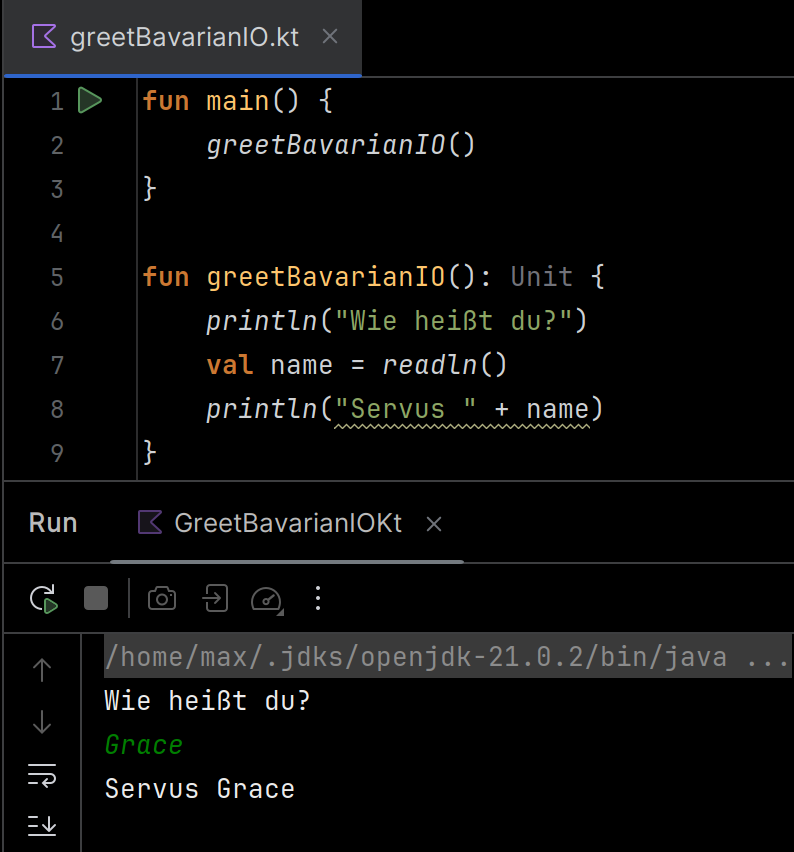 greetBavarianIO.kt
1 fun main() {
2 greetBavarianIO()
3 }
4
5 fun greetBavarianIO(): Unit {
6 println("Wie heißt du?")
7 val name = readln()
8 println("Servus " + name)
9 }
Run GreetBavarianIOKt
/home/max/.jdks/openjdk-21.0.2/bin/java ...
Wie heißt du?
Grace
Servus Grace